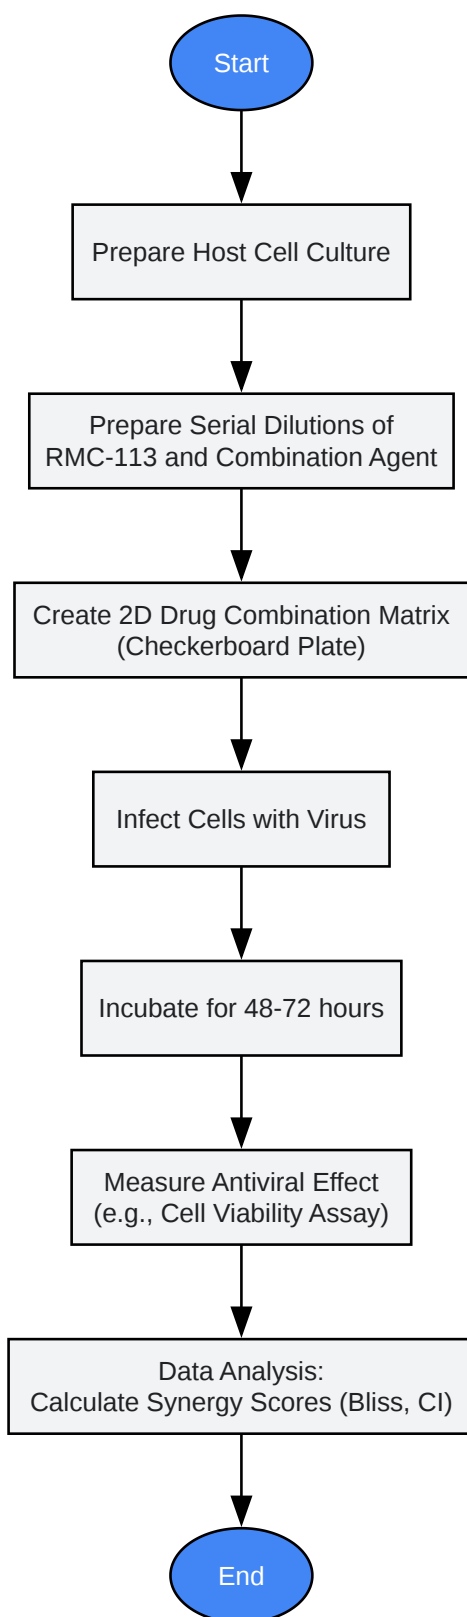 Start
Prepare Host Cell Culture
Prepare Serial Dilutions of
RMC-113 and Combination Agent
Create 2D Drug Combination Matrix
(Checkerboard Plate)
Infect Cells with Virus
Incubate for 48-72 hours
Measure Antiviral Effect
(e.g., Cell Viability Assay)
Data Analysis:
Calculate Synergy Scores (Bliss, CI)
End